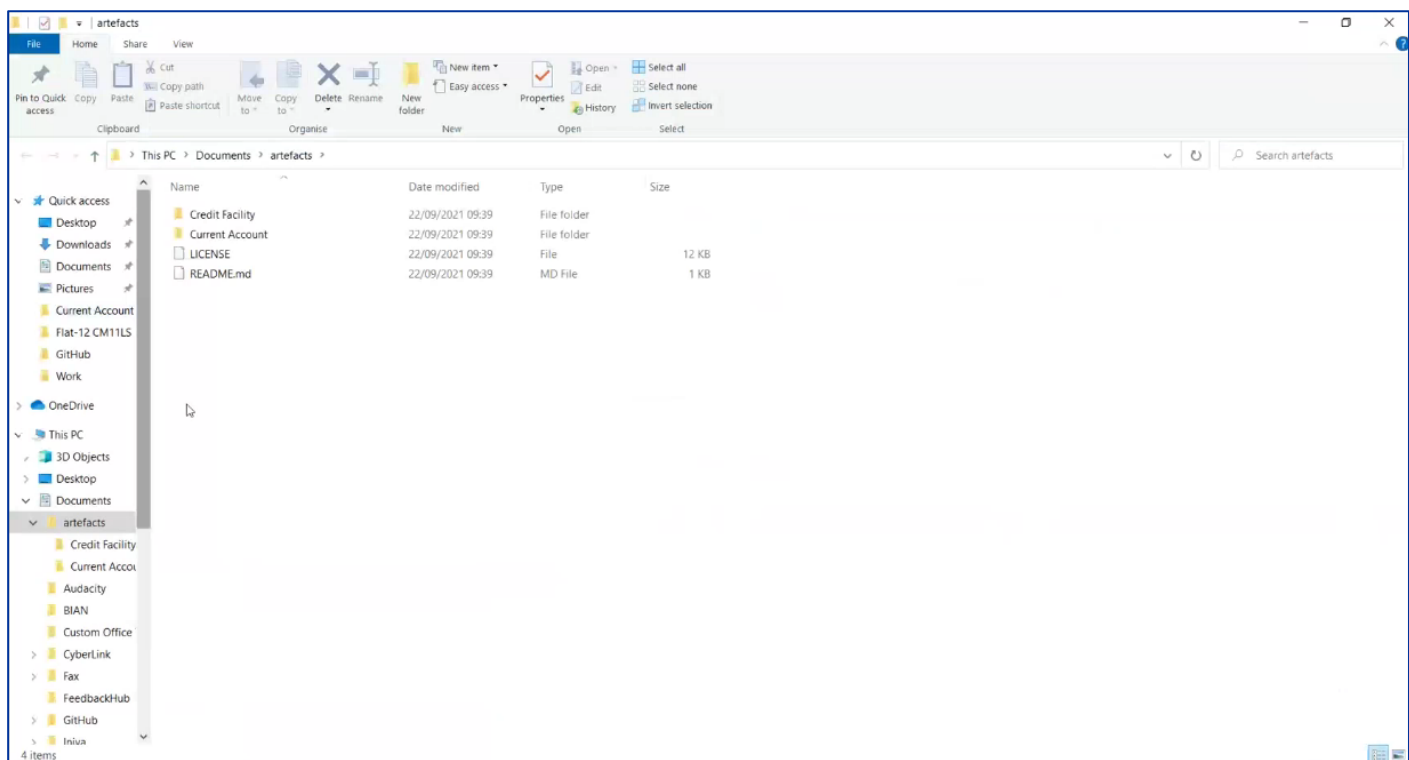 artefacts
File Home Share View
Pin to Quick access
Copy
Paste
Cut
Copy path
Paste shortcut
Clipboard
Move to
Copy to
Delete
Rename
Organise
New folder
New item
Easy access
New
Properties
Open
Edit
History
Open
Select all
Select none
Invert selection
Select
This PC > Documents > artefacts >
Search artefacts
Name Date modified Type Size
Credit Facility 22/09/2021 09:39 File folder
Current Account 22/09/2021 09:39 File folder
LICENSE 22/09/2021 09:39 File 12 KB
README.md 22/09/2021 09:39 MD File 1 KB
Quick access
Desktop
Downloads
Documents
Pictures
Current Account
Flat-12 CM11LS
GitHub
Work
OneDrive
This PC
3D Objects
Desktop
Documents
artefacts
Credit Facility
Current Accou
Audacity
BIAN
Custom Office
CyberLink
Fax
FeedbackHub
GitHub
4 items